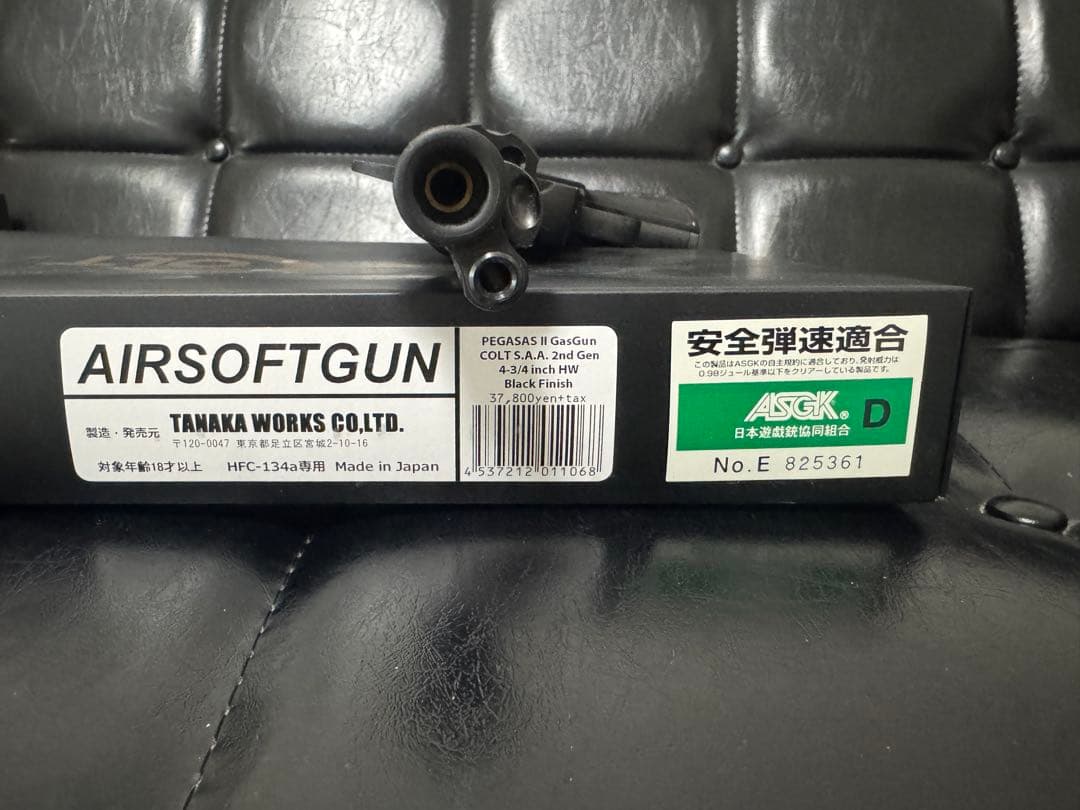 AIRSOFTGUN
製造・発売元 TANAKA WORKS CO,LTD.
〒120-0047 東京都足立区宮城2-10-16
対象年齢18才以上 HFC-134a専用 Made in Japan
PEGASAS II GasGun
COLT S.A.A. 2nd Gen
4-3/4 inch HW
Black Finish
37,800yen+tax
4 537212 011068
安全弾速適合
この製品はASGKの自主規約に適合しており、発射威力は
0.98ジュール基準以下をクリアーしている製品です。
ASGK® D
日本遊戯銃協同組合
No.E 825361